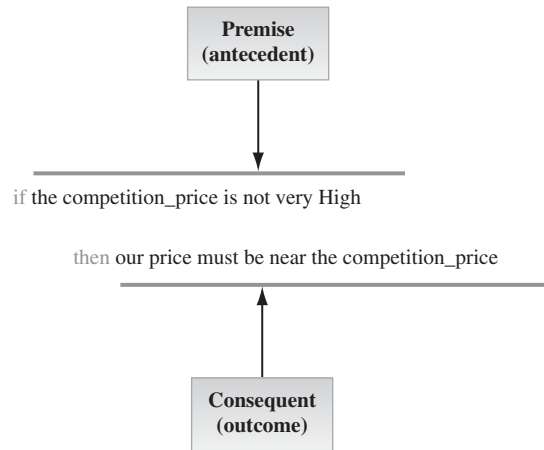 Premise
(antecedent)
if the competition_price is not very High
then our price must be near the competition_price
Consequent
(outcome)